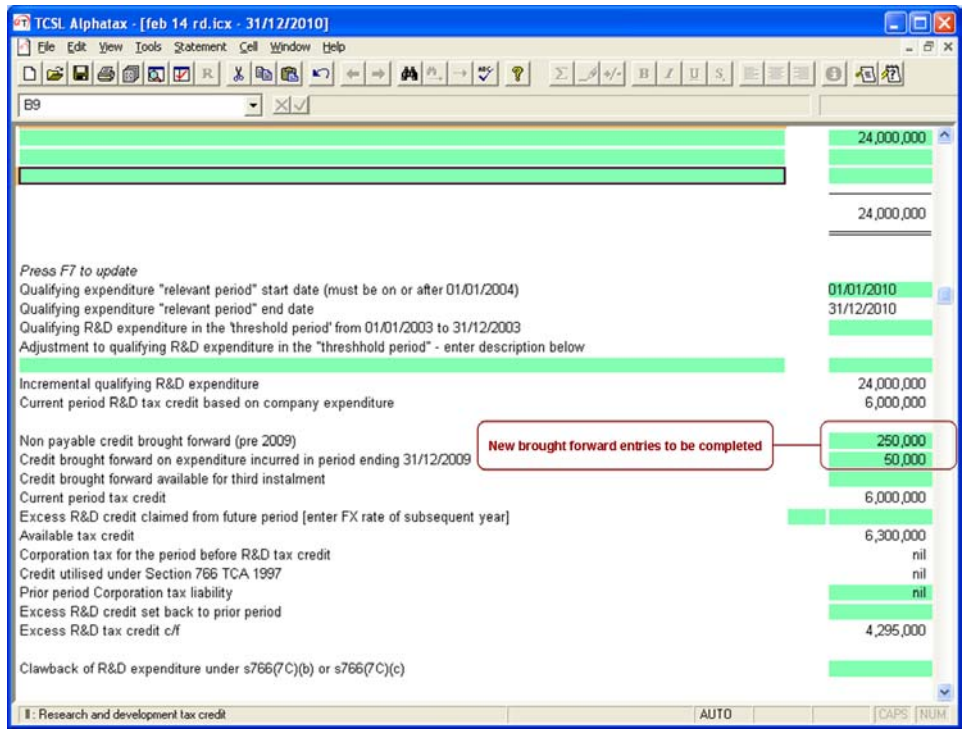 TCSL Alphatax - [feb 14 rd.icx - 31/12/2010]
File Edit View Tools Statement Cell Window Help
R Σ +/- B I U S
B9
24,000,000
24,000,000
Press F7 to update
Qualifying expenditure "relevant period" start date (must be on or after 01/01/2004) 01/01/2010
Qualifying expenditure "relevant period" end date 31/12/2010
Qualifying R&D expenditure in the 'threshold period' from 01/01/2003 to 31/12/2003
Adjustment to qualifying R&D expenditure in the "threshhold period" - enter description below
Incremental qualifying R&D expenditure 24,000,000
Current period R&D tax credit based on company expenditure 6,000,000
Non payable credit brought forward (pre 2009) 250,000
New brought forward entries to be completed
Credit brought forward on expenditure incurred in period ending 31/12/2009 50,000
Credit brought forward available for third instalment
Current period tax credit 6,000,000
Excess R&D credit claimed from future period [enter FX rate of subsequent year]
Available tax credit 6,300,000
Corporation tax for the period before R&D tax credit nil
Credit utilised under Section 766 TCA 1997 nil
Prior period Corporation tax liability nil
Excess R&D credit set back to prior period
Excess R&D tax credit c/f 4,295,000
Clawback of R&D expenditure under s766(7C)(b) or s766(7C)(c)
: Research and development tax credit AUTO CAPS NUM